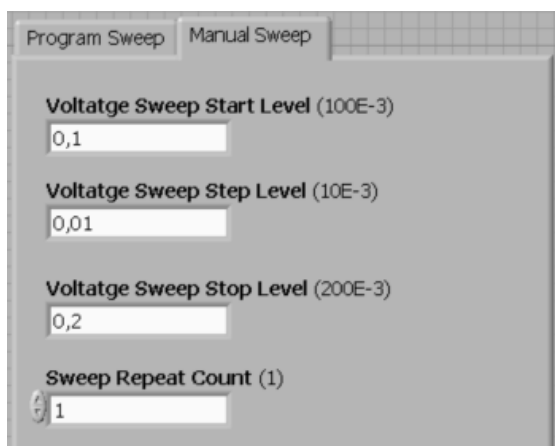 Program Sweep Manual Sweep
Voltatge Sweep Start Level (100E-3)
0,1
Voltatge Sweep Step Level (10E-3)
0,01
Voltatge Sweep Stop Level (200E-3)
0,2
Sweep Repeat Count (1)
1